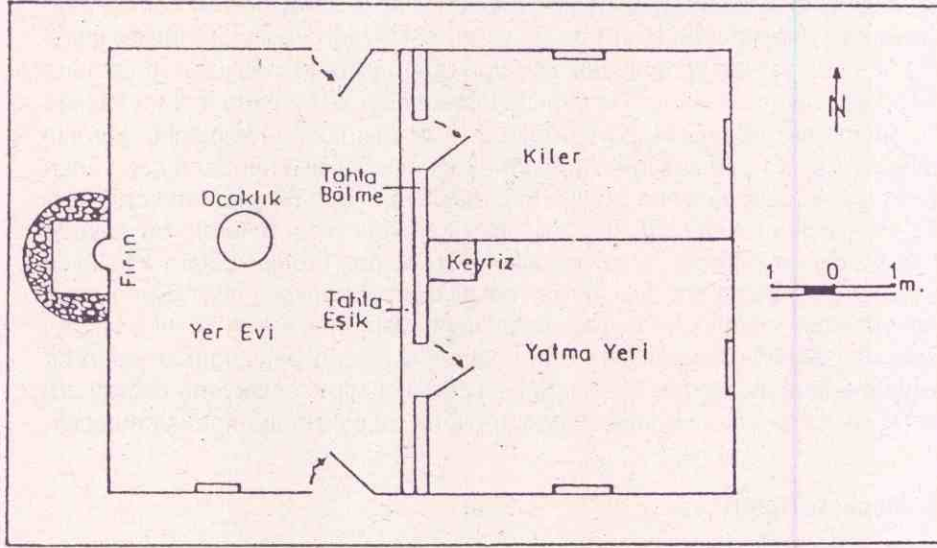 N
Kiler
Tahta
Bölme
Ocaklık
Fırın
Keyriz
1 0 1 m.
Tahta
Eşik
Yer Evi
Yatma Yeri